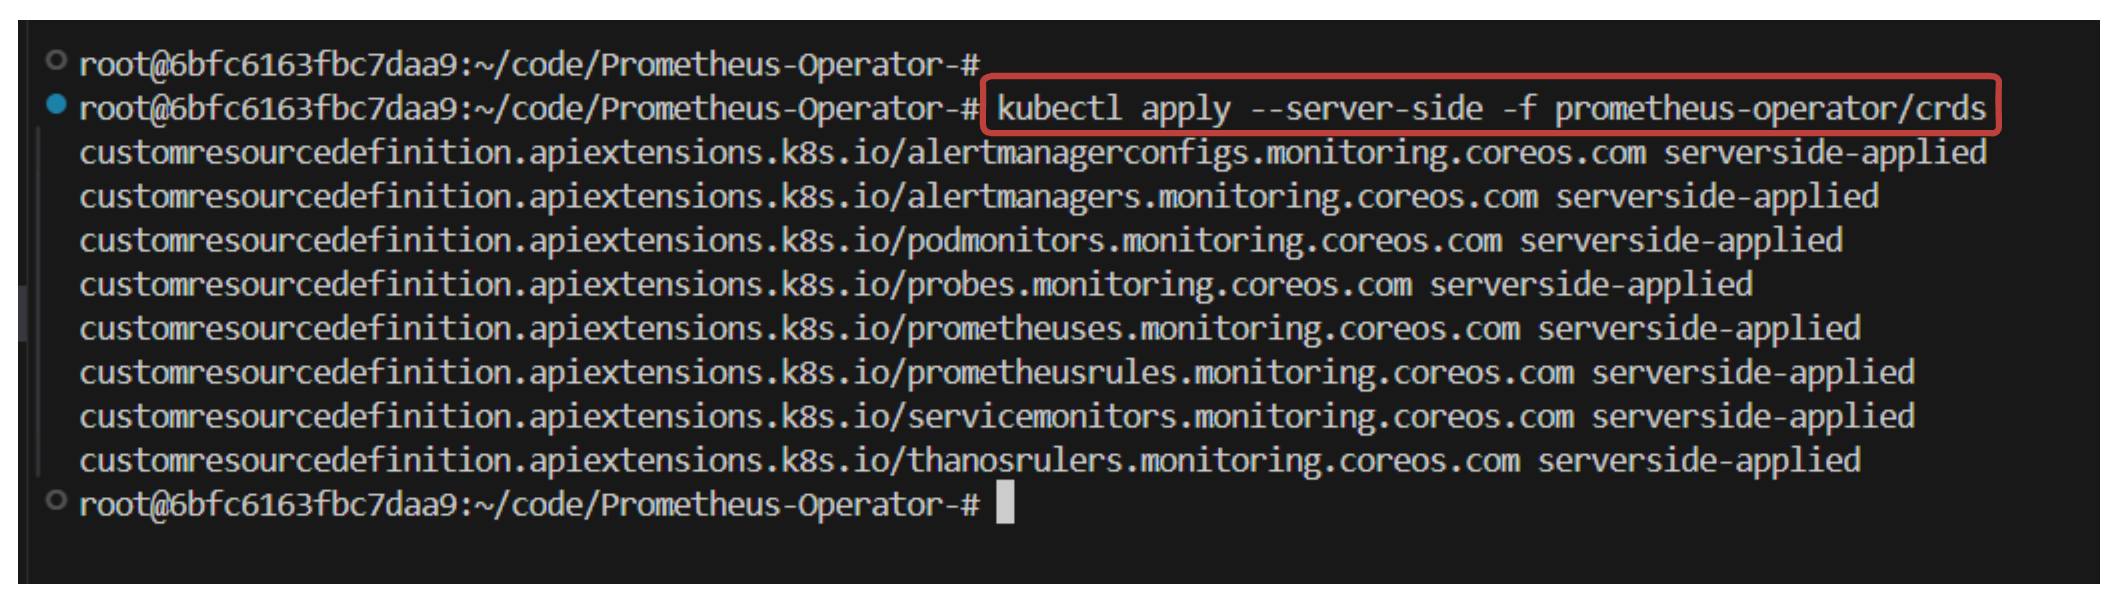 root@6bfc6163fbc7daa9:~/code/Prometheus-Operator-#
root@6bfc6163fbc7daa9:~/code/Prometheus-Operator-# kubectl apply --server-side -f prometheus-operator/crds
customresourcedefinition.apiextensions.k8s.io/alertmanagerconfigs.monitoring.coreos.com serverside-applied
customresourcedefinition.apiextensions.k8s.io/alertmanagers.monitoring.coreos.com serverside-applied
customresourcedefinition.apiextensions.k8s.io/podmonitors.monitoring.coreos.com serverside-applied
customresourcedefinition.apiextensions.k8s.io/probes.monitoring.coreos.com serverside-applied
customresourcedefinition.apiextensions.k8s.io/prometheuses.monitoring.coreos.com serverside-applied
customresourcedefinition.apiextensions.k8s.io/prometheusrules.monitoring.coreos.com serverside-applied
customresourcedefinition.apiextensions.k8s.io/servicemonitors.monitoring.coreos.com serverside-applied
customresourcedefinition.apiextensions.k8s.io/thanosrulers.monitoring.coreos.com serverside-applied
root@6bfc6163fbc7daa9:~/code/Prometheus-Operator-#